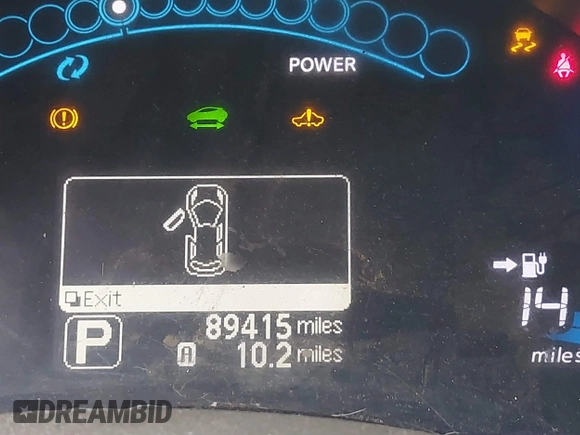 POWER
Exit
14
miles
P
89415 miles
A 10.2 miles
DREAMBID